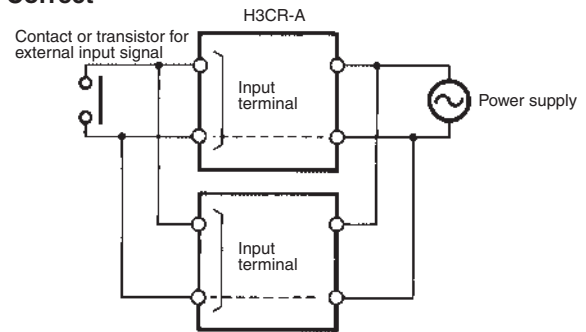 Correct
H3CR-A
Contact or transistor for
external input signal
Input
terminal
Power supply
Input
terminal